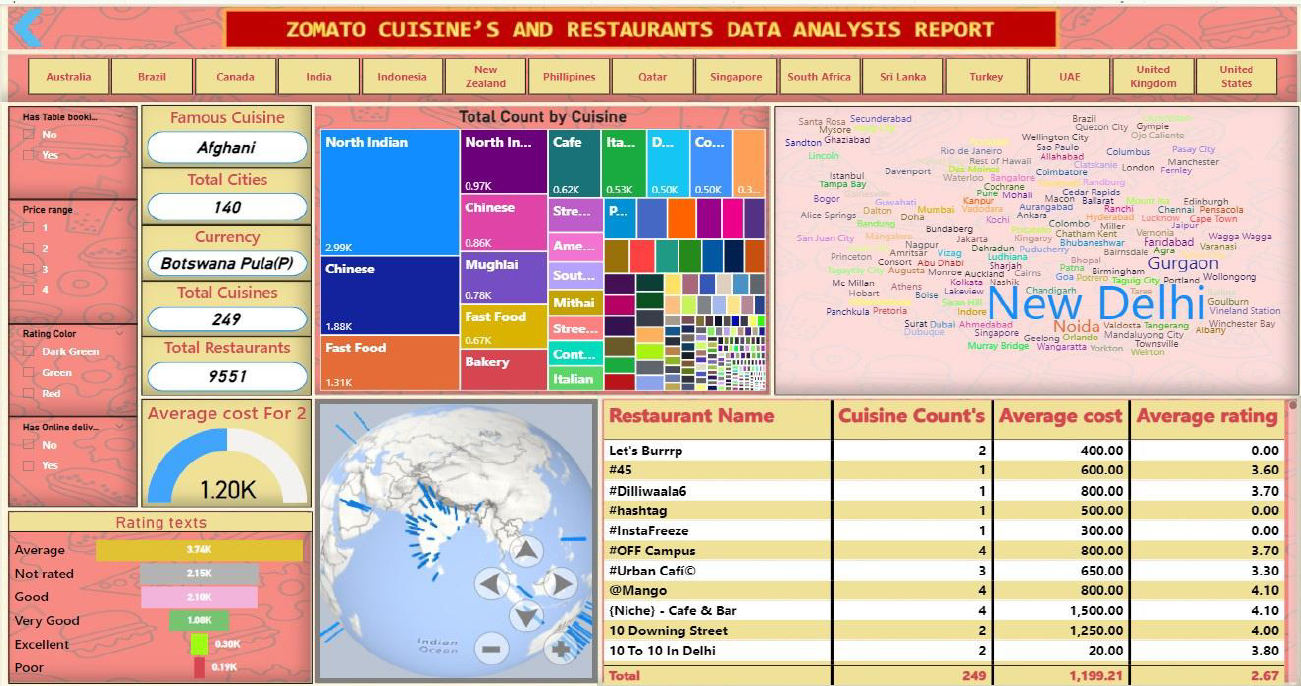 ZOMATO CUISINE'S AND RESTAURANTS DATA ANALYSIS REPORT
Australia
Brazil
Canada
India
Indonesia
New Zealand
Phillipines
Qatar
Singapore
South Africa
Sri Lanka
Turkey
UAE
United Kingdom
United States
Has Table booki...
No
Yes
Price range
1
2
3
4
Rating Color
Dark Green
Green
Red
Has Online deliv...
No
Yes
Famous Cuisine
Afghani
Total Cities
140
Currency
Botswana Pula(P)
Total Cuisines
249
Total Restaurants
9551
Average cost For 2
1.20K
Total Count by Cuisine
North Indian
2.99K
Chinese
1.88K
Fast Food
1.31K
North In...
0.97K
Chinese
0.86K
Mughlai
0.78K
Fast Food
0.67K
Bakery
Cafe
0.62K
Ita...
0.53K
D...
0.50K
Co...
0.50K
0.3...
Stre...
Ame...
Sout...
Mithai
Stree...
Cont...
Italian
P...
Santa Rosa Secunderabad
Mysore
Sandton Ghaziabad
Lincoln
Brazil
Quezon City Gympie
Ojo Caliente
Wellington City
Rio de Janeiro Sao Paulo Columbus Pasay City
Rest of Hawaii Allahabad Manchester
Davenport Des Moines Clatskanie London Fernley
Istanbul Waterloo Bangalore Coimbatore
Tampa Bay Cochrane Randburg
Pune Mohali Cedar Rapids
Bogor Guwahati Kanpur Macon Ballarat Mount Isa Edinburgh
Alice Springs Dalton Mumbai Vadodara Aurangabad Ranchi Chennai Pensacola
Bandung Doha Kochi Ankara Hyderabad Lucknow Cape Town
Bundaberg Colombo Miller Vernonia Jaipur
San Juan City Mangalore Jakarta Kingaroy Chatham Kent Faridabad Wagga Wagga
Nagpur Dehradun Puducherry Bhubaneshwar Varanasi
Princeton Amritsar Vizag Ludhiana Bairnsdale Agra
Consort Abu Dhabi Sharjah Bhopal Gurgaon
Tagaytay City Augusta Monroe Auckland Cairns Patna Birmingham
Mc Millan Athens Kolkata Nashik Goa Potrero Taguig City Portland Wollongong
Hobart Boise Lakeview Chandigarh
Swan Hill New Delhi Goulburn
Panchkula Pretoria Indore Vineland Station
Surat Dubai Ahmedabad Noida Valdosta Tangerang Winchester Bay
Dubuque Singapore Geelong Orlando Mandaluyong City Albany
Murray Bridge Wangaratta Yorkton Townsville
Welrton
Rating texts
Average 3.74K
Not rated 2.15K
Good 2.10K
Very Good 1.08K
Excellent 0.30K
Poor 0.19K
Indian
Ocean
Restaurant Name Cuisine Count's Average cost Average rating
Let's Burrrp 2 400.00 0.00
#45 1 600.00 3.60
#Dilliwaala6 1 800.00 3.70
#hashtag 1 500.00 0.00
#InstaFreeze 1 300.00 0.00
#OFF Campus 4 800.00 3.70
#Urban Café© 3 650.00 3.30
@Mango 4 800.00 4.10
{Niche} - Cafe & Bar 4 1,500.00 4.10
10 Downing Street 2 1,250.00 4.00
10 To 10 In Delhi 2 20.00 3.80
Total 249 1,199.21 2.67